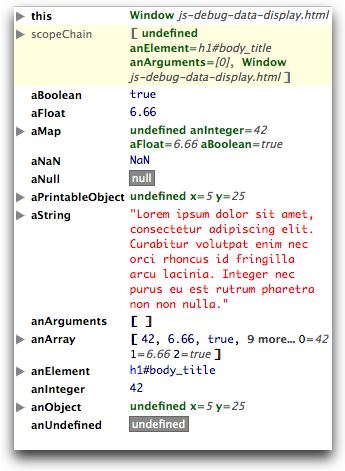 this Window js-debug-data-display.html
scopeChain [ undefined
anElement=h1#body_title
anArguments=[0], Window
js-debug-data-display.html ]
aBoolean true
aFloat 6.66
aMap undefined anInteger=42
aFloat=6.66 aBoolean=true
aNaN NaN
aNull null
aPrintableObject undefined x=5 y=25
aString "Lorem ipsum dolor sit amet,
consectetur adipiscing elit.
Curabitur volutpat enim nec
orci rhoncus id fringilla
arcu lacinia. Integer nec
purus eu est rutrum pharetra
non non nulla."
anArguments [ ]
anArray [ 42, 6.66, true, 9 more... 0=42
1=6.66 2=true ]
anElement h1#body_title
anInteger 42
anObject undefined x=5 y=25
anUndefined undefined